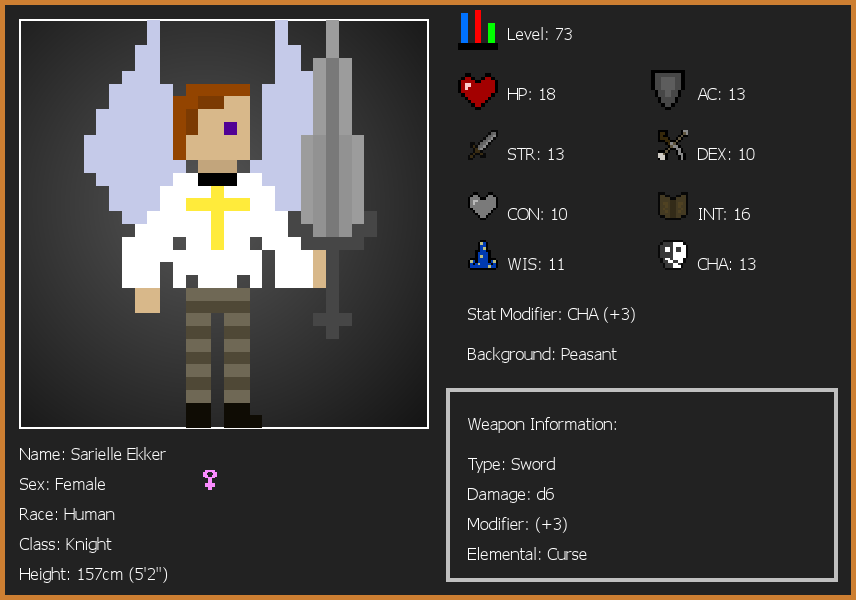 Level: 73
HP: 18
AC: 13
STR: 13
DEX: 10
CON: 10
INT: 16
WIS: 11
CHA: 13
Stat Modifier: CHA (+3)
Background: Peasant
Weapon Information:
Type: Sword
Damage: d6
Modifier: (+3)
Elemental: Curse
Name: Sarielle Ekker
Sex: Female
Race: Human
Class: Knight
Height: 157cm (5'2")